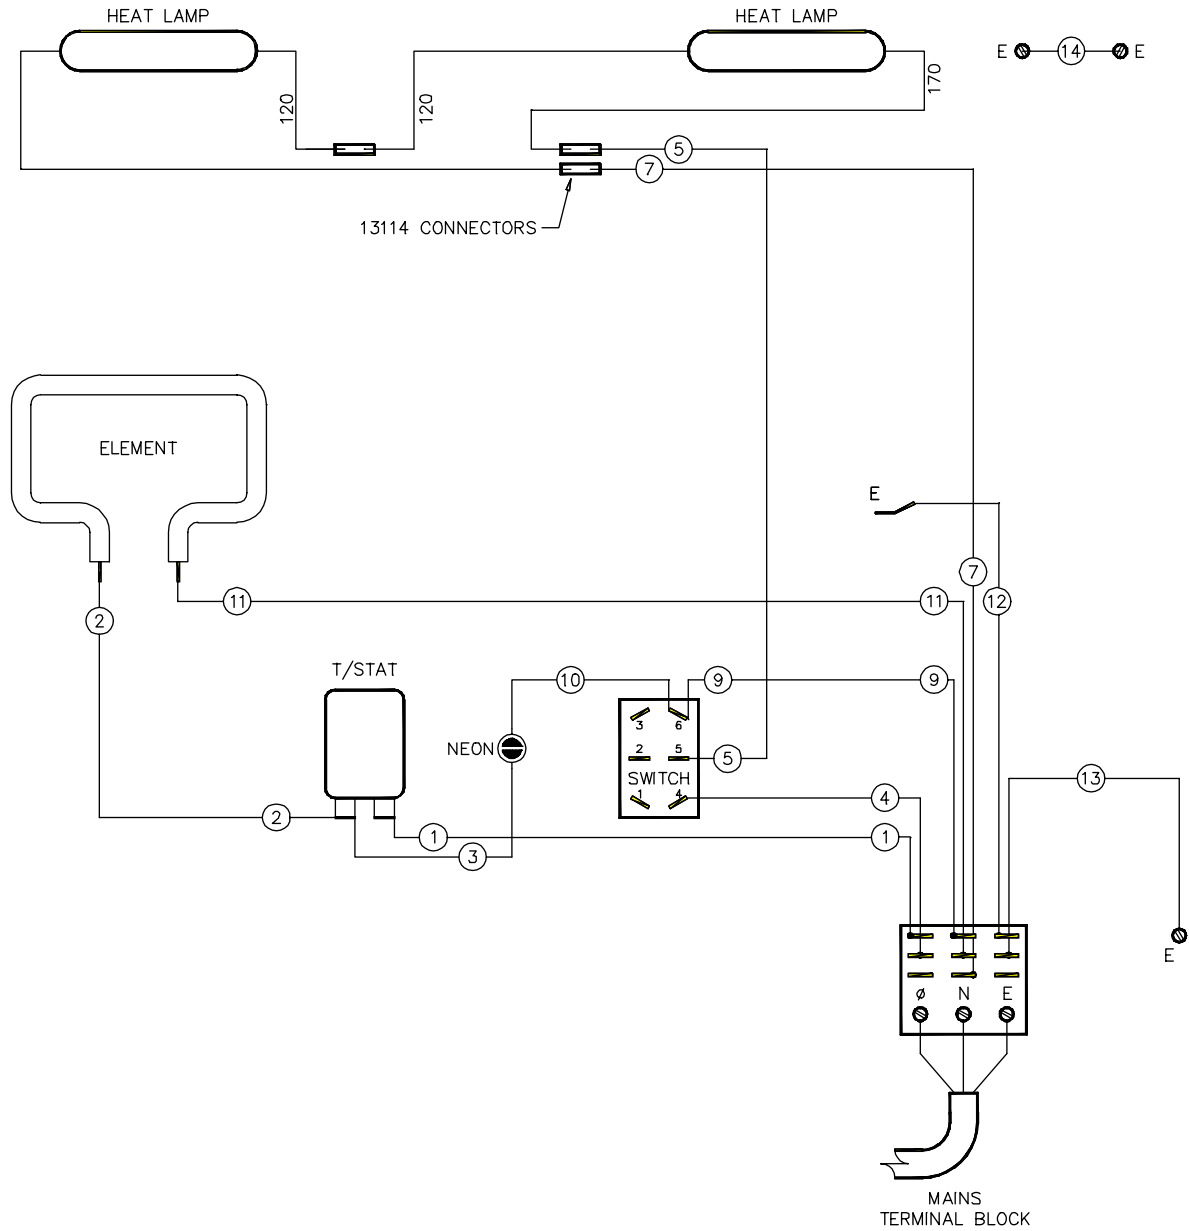 HEAT LAMP
HEAT LAMP
E 14 E
120
120
170
5
7
13114 CONNECTORS
ELEMENT
E
7
11
11
12
2
T/STAT
10
9
9
3
6
NEON
2
5
5
SWITCH
13
1
4
4
2
1
1
3
E
ø N E
MAINS
TERMINAL BLOCK